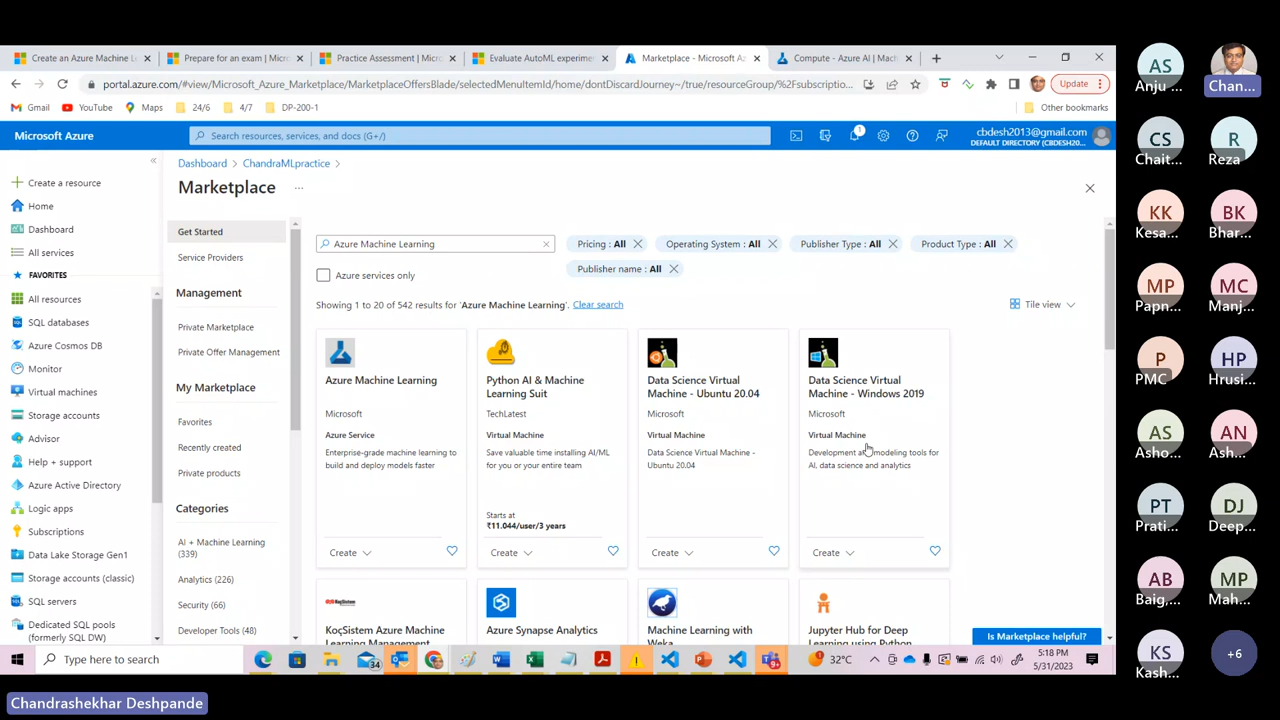 Create an Azure Machine L
Prepare for an exam | Micros
Practice Assessment | Micro
Evaluate AutoML experime
Marketplace - Microsoft Az
Compute - Azure AI | Mach
portal.azure.com/#view/Microsoft_Azure_Marketplace/MarketplaceOffersBlade/selectedMenuItemId/home/dontDiscardJourney~/true/resourceGroup/%2Fsubscriptio...
Update
Gmail
YouTube
Maps
24/6
4/7
DP-200-1
Other bookmarks
Microsoft Azure
Search resources, services, and docs (G+/)
1
cbdesh2013@gmail.com
DEFAULT DIRECTORY (CBDESH20...
Create a resource
Home
Dashboard
All services
FAVORITES
All resources
SQL databases
Azure Cosmos DB
Monitor
Virtual machines
Storage accounts
Advisor
Help + support
Azure Active Directory
Logic apps
Subscriptions
Data Lake Storage Gen1
Storage accounts (classic)
SQL servers
Dedicated SQL pools
(formerly SQL DW)
Dashboard > ChandraMLpractice >
Marketplace ...
Get Started
Service Providers
Management
Private Marketplace
Private Offer Management
My Marketplace
Favorites
Recently created
Private products
Categories
AI + Machine Learning
(339)
Analytics (226)
Security (66)
Developer Tools (48)
Azure Machine Learning
Pricing : All
Operating System : All
Publisher Type : All
Product Type : All
Azure services only
Publisher name : All
Showing 1 to 20 of 542 results for 'Azure Machine Learning'. Clear search
Tile view
Azure Machine Learning
Microsoft
Azure Service
Enterprise-grade machine learning to
build and deploy models faster
Create
Python AI & Machine
Learning Suit
TechLatest
Virtual Machine
Save valuable time installing AI/ML
for you or your entire team
Starts at
₹11.044/user/3 years
Create
Data Science Virtual
Machine - Ubuntu 20.04
Microsoft
Virtual Machine
Data Science Virtual Machine -
Ubuntu 20.04
Create
Data Science Virtual
Machine - Windows 2019
Microsoft
Virtual Machine
Development and modeling tools for
AI, data science and analytics
Create
KoçSistem
KoçSistem Azure Machine
Learning Management
Azure Synapse Analytics
Machine Learning with
Weka
Jupyter Hub for Deep
Learning using Python
Is Marketplace helpful?
Type here to search
34
9+
32°C
5:18 PM
5/31/2023
Chandrashekhar Deshpande
AS
Anju ...
Chan...
CS
Chait...
R
Reza
KK
Kesa...
BK
Bhar...
MP
Papn...
MC
Manj...
P
PMC
HP
Hrusi...
AS
Asho...
AN
Ash...
PT
Prati...
DJ
Deep...
AB
Baig,...
MP
Mah...
KS
Kash...
+6